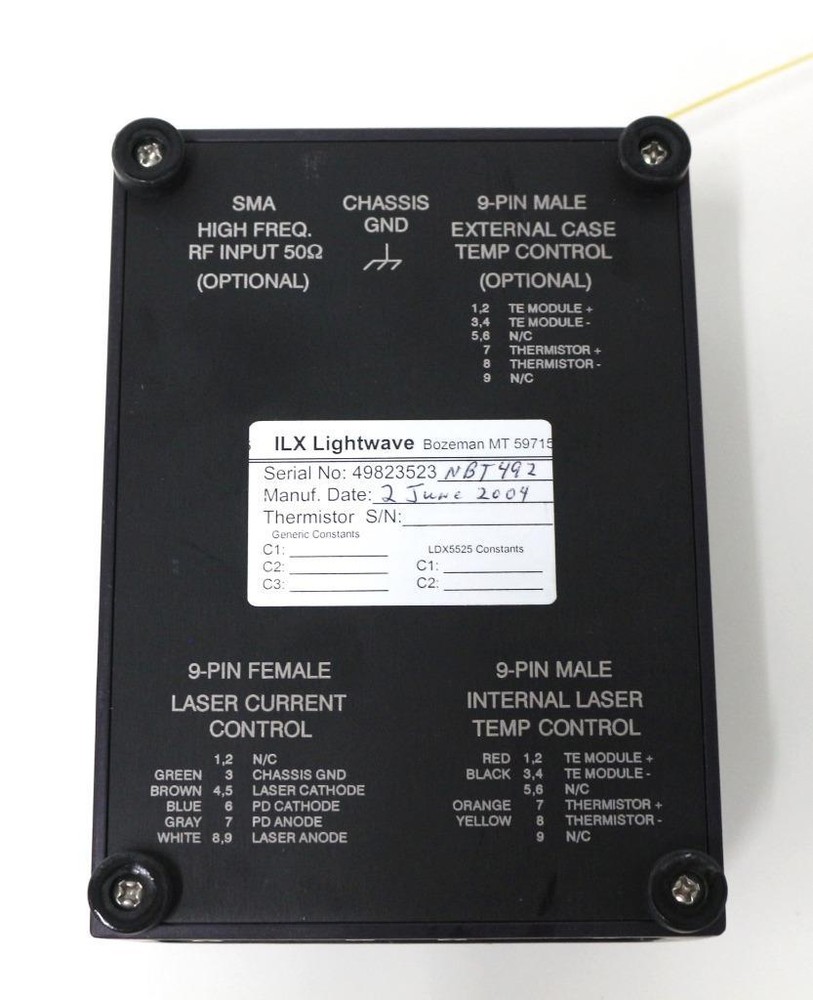 SMA
HIGH FREQ.
RF INPUT 50Ω
(OPTIONAL)
CHASSIS
GND
9-PIN MALE
EXTERNAL CASE
TEMP CONTROL
(OPTIONAL)
1,2 TE MODULE +
3,4 TE MODULE -
5,6 N/C
7 THERMISTOR +
8 THERMISTOR -
9 N/C
ILX Lightwave Bozeman MT 59715
Serial No: 49823523 NBT492
Manuf. Date: 2 June 2004
Thermistor S/N:
Generic Constants
C1:
C2:
C3:
LDX5525 Constants
C1:
C2:
9-PIN FEMALE
LASER CURRENT
CONTROL
1,2 N/C
GREEN 3 CHASSIS GND
BROWN 4,5 LASER CATHODE
BLUE 6 PD CATHODE
GRAY 7 PD ANODE
WHITE 8,9 LASER ANODE
9-PIN MALE
INTERNAL LASER
TEMP CONTROL
RED 1,2 TE MODULE +
BLACK 3,4 TE MODULE -
5,6 N/C
ORANGE 7 THERMISTOR +
YELLOW 8 THERMISTOR -
9 N/C